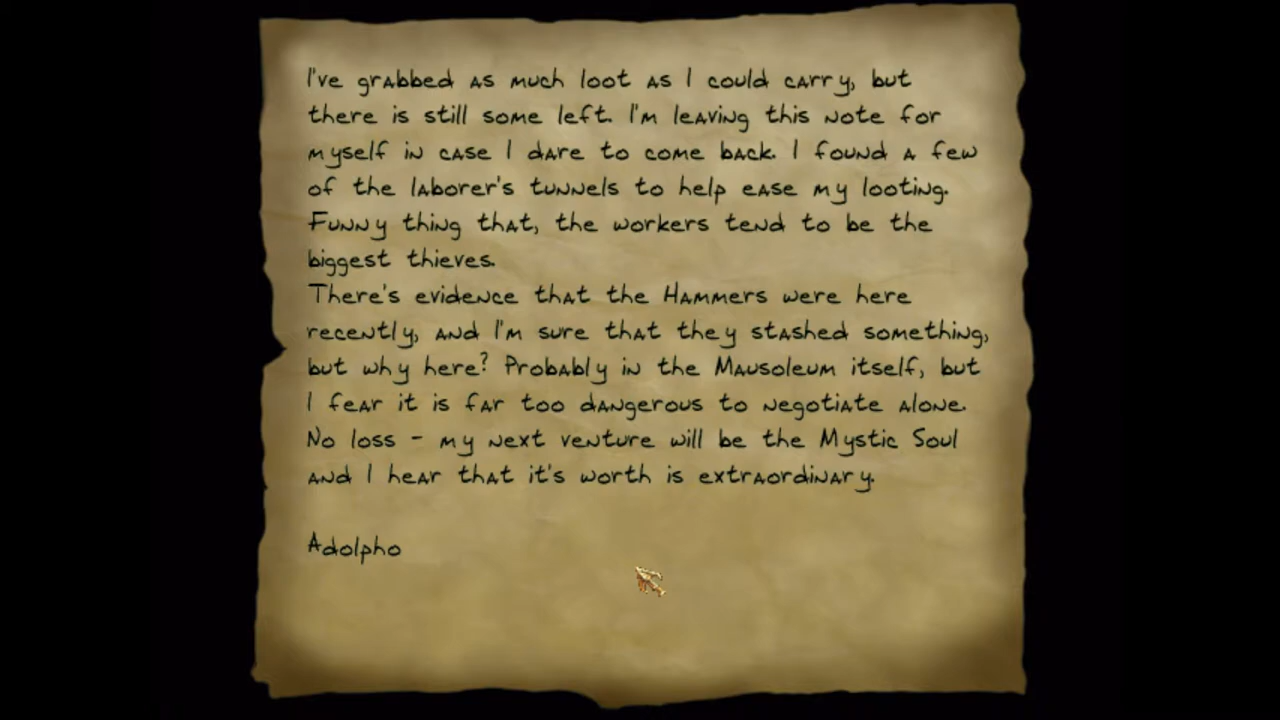 I've grabbed as much loot as I could carry, but
there is still some left. I'm leaving this note for
myself in case I dare to come back. I found a few
of the laborer's tunnels to help ease my looting.
Funny thing that, the workers tend to be the
biggest thieves.
There's evidence that the Hammers were here
recently, and I'm sure that they stashed something,
but why here? Probably in the Mausoleum itself, but
I fear it is far too dangerous to negotiate alone.
No loss - my next venture will be the Mystic Soul
and I hear that it's worth is extraordinary.
Adolpho